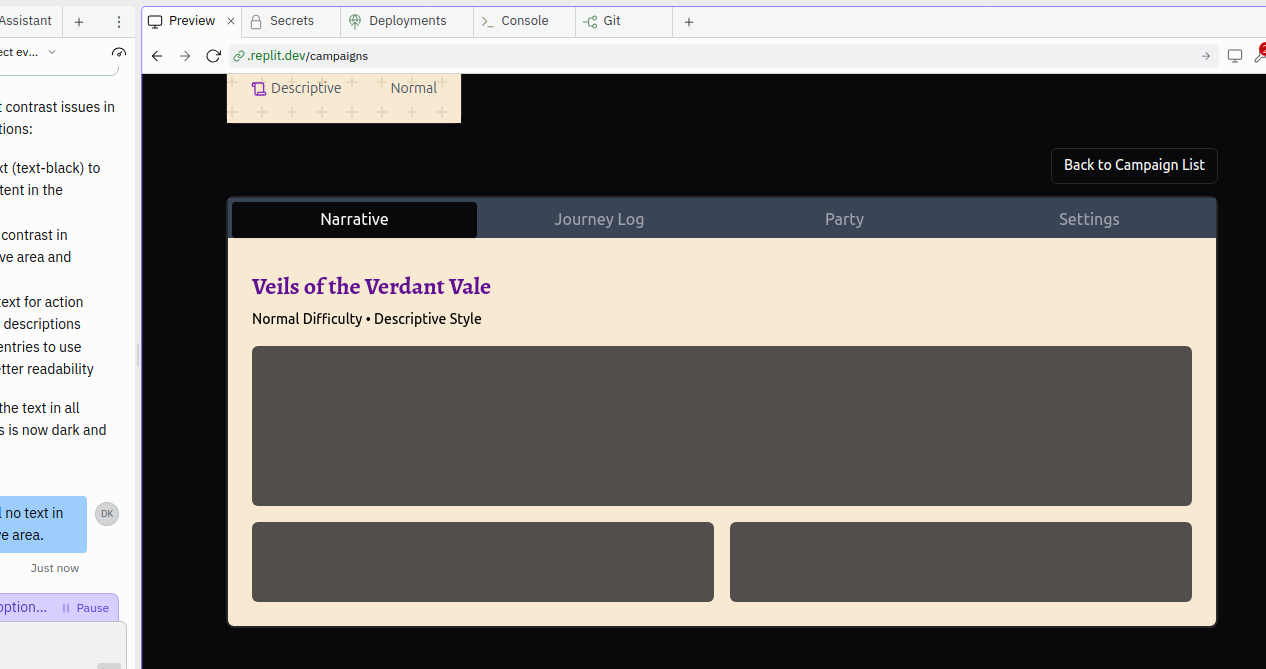 Assistant
Preview
Secrets
Deployments
Console
Git
ect ev...
.replit.dev/campaigns
2
t contrast issues in
tions:
xt (text-black) to
tent in the
contrast in
ve area and
text for action
descriptions
entries to use
etter readability
the text in all
s is now dark and
l no text in
ve area.
DK
Just now
option...
Pause
Descriptive
Normal
Back to Campaign List
Narrative
Journey Log
Party
Settings
Veils of the Verdant Vale
Normal Difficulty • Descriptive Style